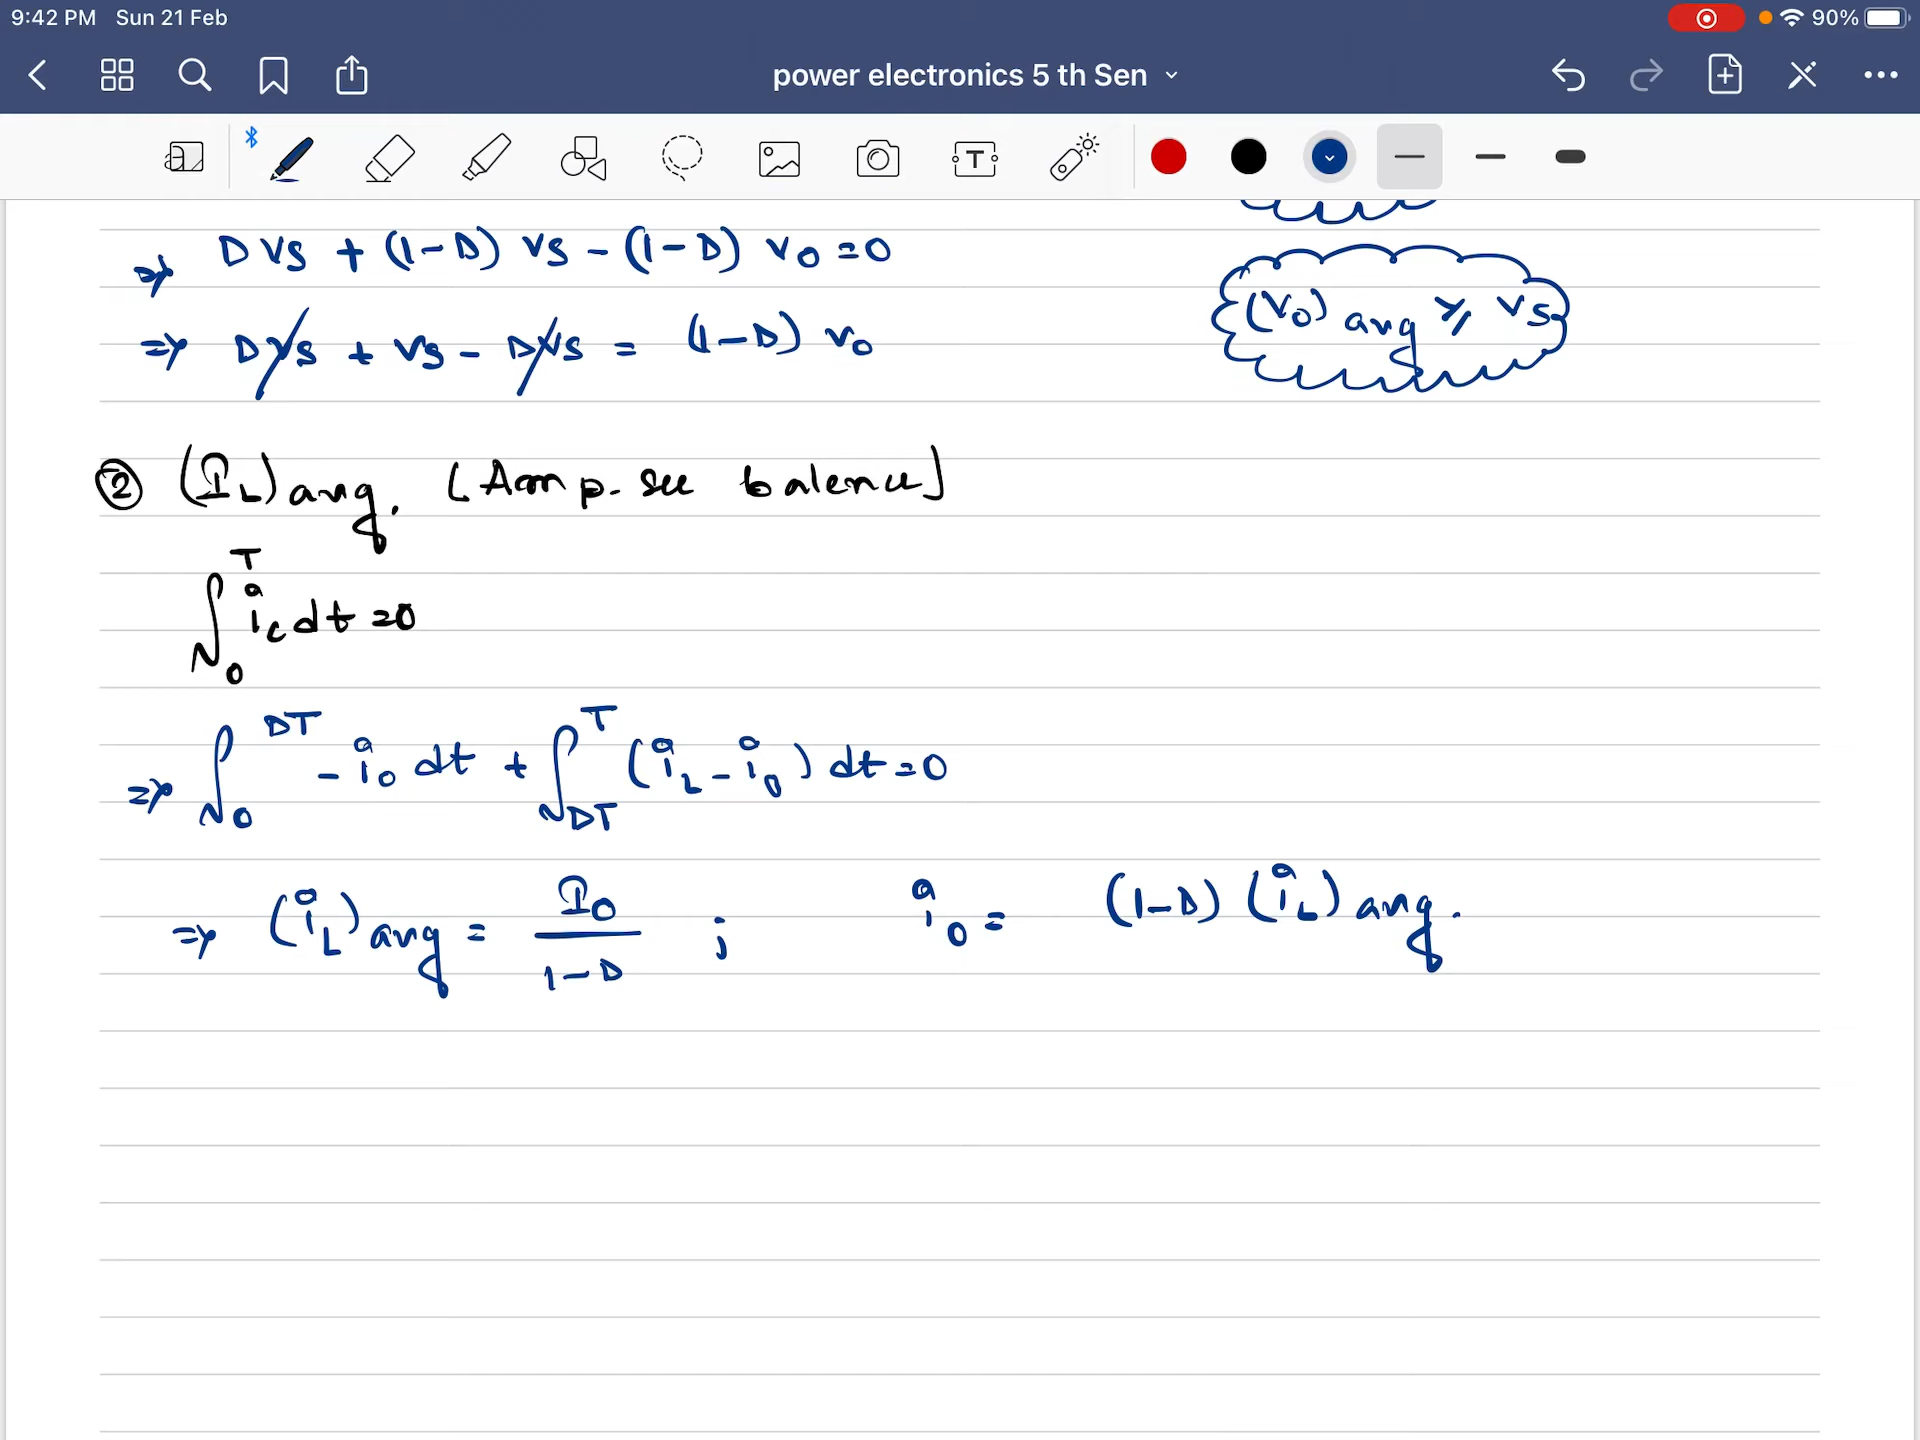 9:42 PM Sun 21 Feb 90%
power electronics 5 th Sen
⇒ D VS + (1-D) VS - (1-D) VO = 0
(VO) avg ≥ VS
⇒ DVS + VS - DVS = (1-D) VO
② (IL) avg. [Amp-sec balence]
∫₀ᵀ ic dt = 0
⇒ ∫₀ᴰᵀ -io dt + ∫_DT^T (iL - io) dt = 0
⇒ (iL) avg = IO / 1-D ; io = (1-D) (iL) avg.